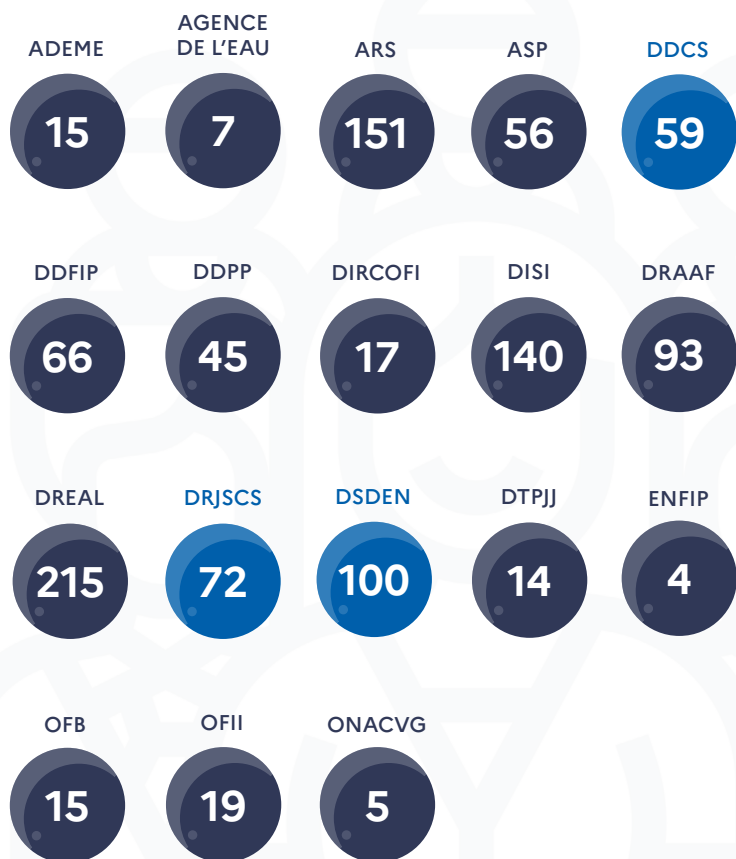 ADEME
15
AGENCE
DE L'EAU
7
ARS
151
ASP
56
DDCS
59
DDFIP
66
DDPP
45
DIRCOFI
17
DISI
140
DRAAF
93
DREAL
215
DRJSCS
72
DSDEN
100
DTPJJ
14
ENFIP
4
OFB
15
OFII
19
ONACVG
5